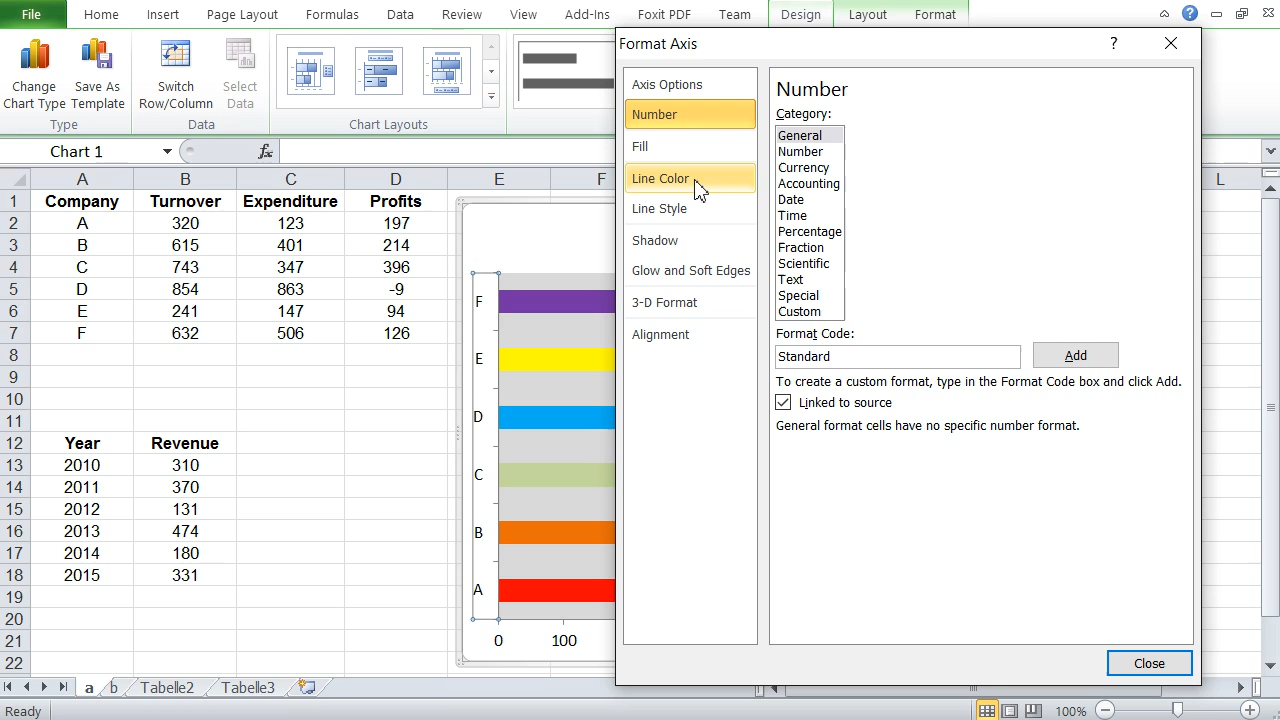 File Home Insert Page Layout Formulas Data Review View Add-Ins Foxit PDF Team Design Layout Format
Change Chart Type
Save As Template
Switch Row/Column
Select Data
Type
Data
Chart Layouts
Chart 1
fx
A B C D E F L
1 Company Turnover Expenditure Profits
2 A 320 123 197
3 B 615 401 214
4 C 743 347 396
5 D 854 863 -9
6 E 241 147 94
7 F 632 506 126
8
9
10
11
12 Year Revenue
13 2010 310
14 2011 370
15 2012 131
16 2013 474
17 2014 180
18 2015 331
19
20
21
22
F
E
D
C
B
A
0 100
Format Axis
?
Axis Options
Number
Fill
Line Color
Line Style
Shadow
Glow and Soft Edges
3-D Format
Alignment
Number
Category:
General
Number
Currency
Accounting
Date
Time
Percentage
Fraction
Scientific
Text
Special
Custom
Format Code:
Standard
Add
To create a custom format, type in the Format Code box and click Add.
Linked to source
General format cells have no specific number format.
Close
a b Tabelle2 Tabelle3
Ready
100%